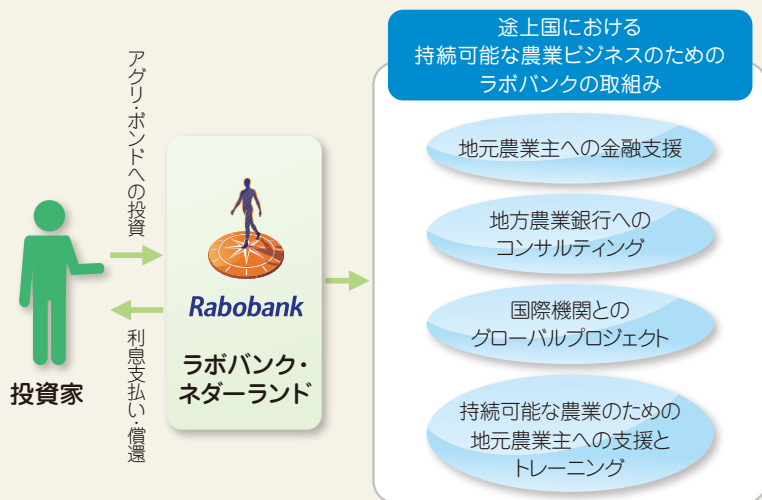 アグリ・ボンドへの投資
投資家
利息支払い・償還
Rabobank
ラボバンク・
ネダーランド
途上国における
持続可能な農業ビジネスのための
ラボバンクの取組み
地元農業主への金融支援
地方農業銀行への
コンサルティング
国際機関との
グローバルプロジェクト
持続可能な農業のための
地元農業主への支援と
トレーニング